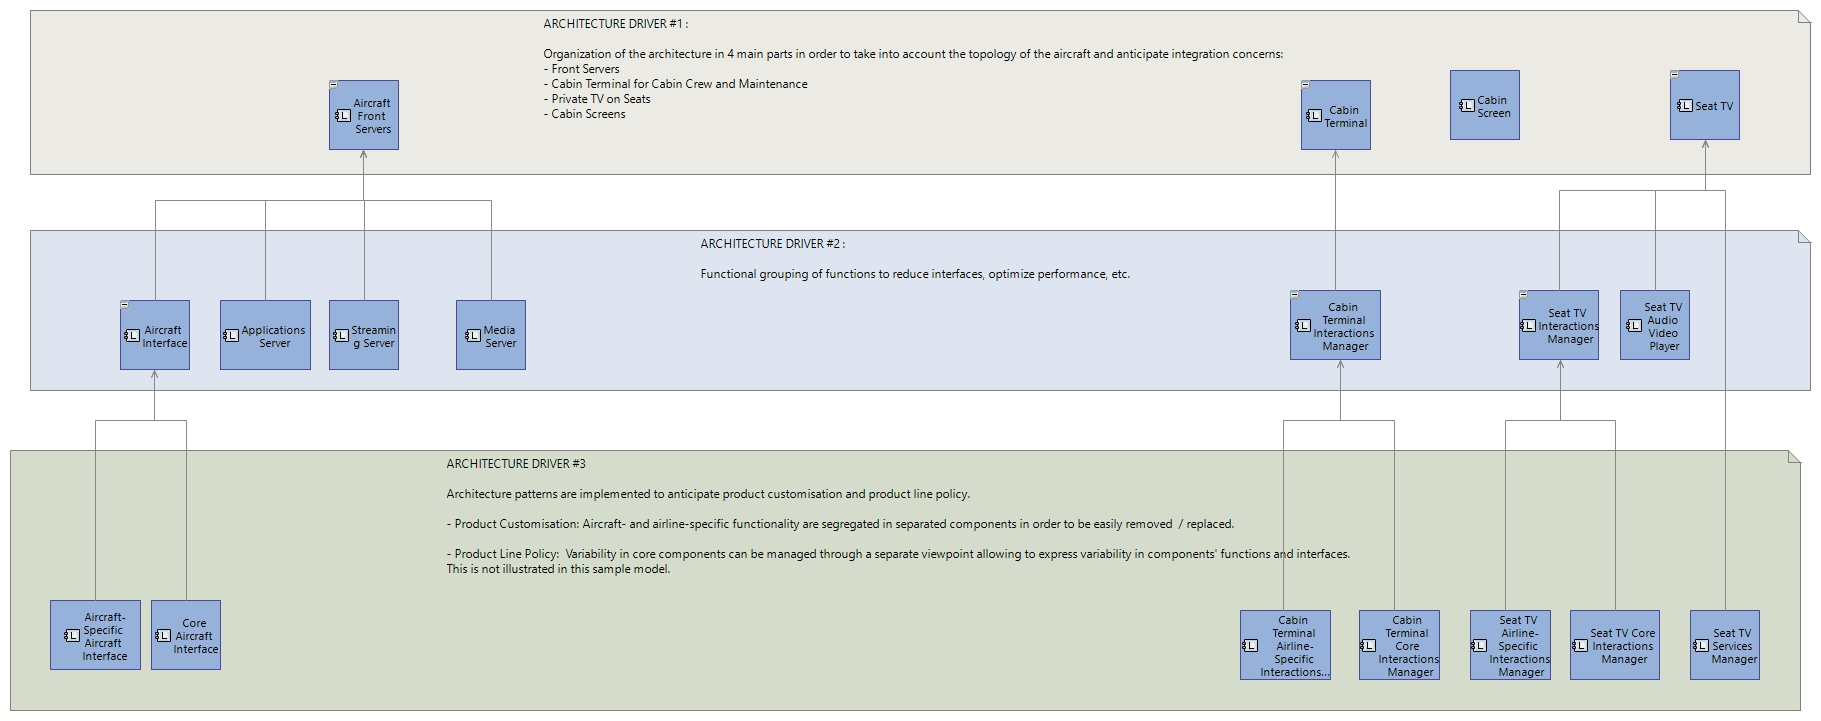 ARCHITECTURE DRIVER #1 :
Organization of the architecture in 4 main parts in order to take into account the topology of the aircraft and anticipate integration concerns:
- Front Servers
- Cabin Terminal for Cabin Crew and Maintenance
- Private TV on Seats
- Cabin Screens
Aircraft
Front
Servers
Cabin
Terminal
Cabin
Screen
Seat TV
ARCHITECTURE DRIVER #2 :
Functional grouping of functions to reduce interfaces, optimize performance, etc.
Aircraft
Interface
Applications
Server
Streamin
g Server
Media
Server
Cabin
Terminal
Interactions
Manager
Seat TV
Interactions
Manager
Seat TV
Audio
Video
Player
ARCHITECTURE DRIVER #3
Architecture patterns are implemented to anticipate product customisation and product line policy.
- Product Customisation: Aircraft- and airline-specific functionality are segregated in separated components in order to be easily removed  / replaced.
- Product Line Policy:  Variability in core components can be managed through a separate viewpoint allowing to express variability in components' functions and interfaces.
This is not illustrated in this sample model.
Aircraft-
Specific
Aircraft
Interface
Core
Aircraft
Interface
Cabin
Terminal
Airline-
Specific
Interactions...
Cabin
Terminal
Core
Interactions
Manager
Seat TV
Airline-
Specific
Interactions
Manager
Seat TV Core
Interactions
Manager
Seat TV
Services
Manager